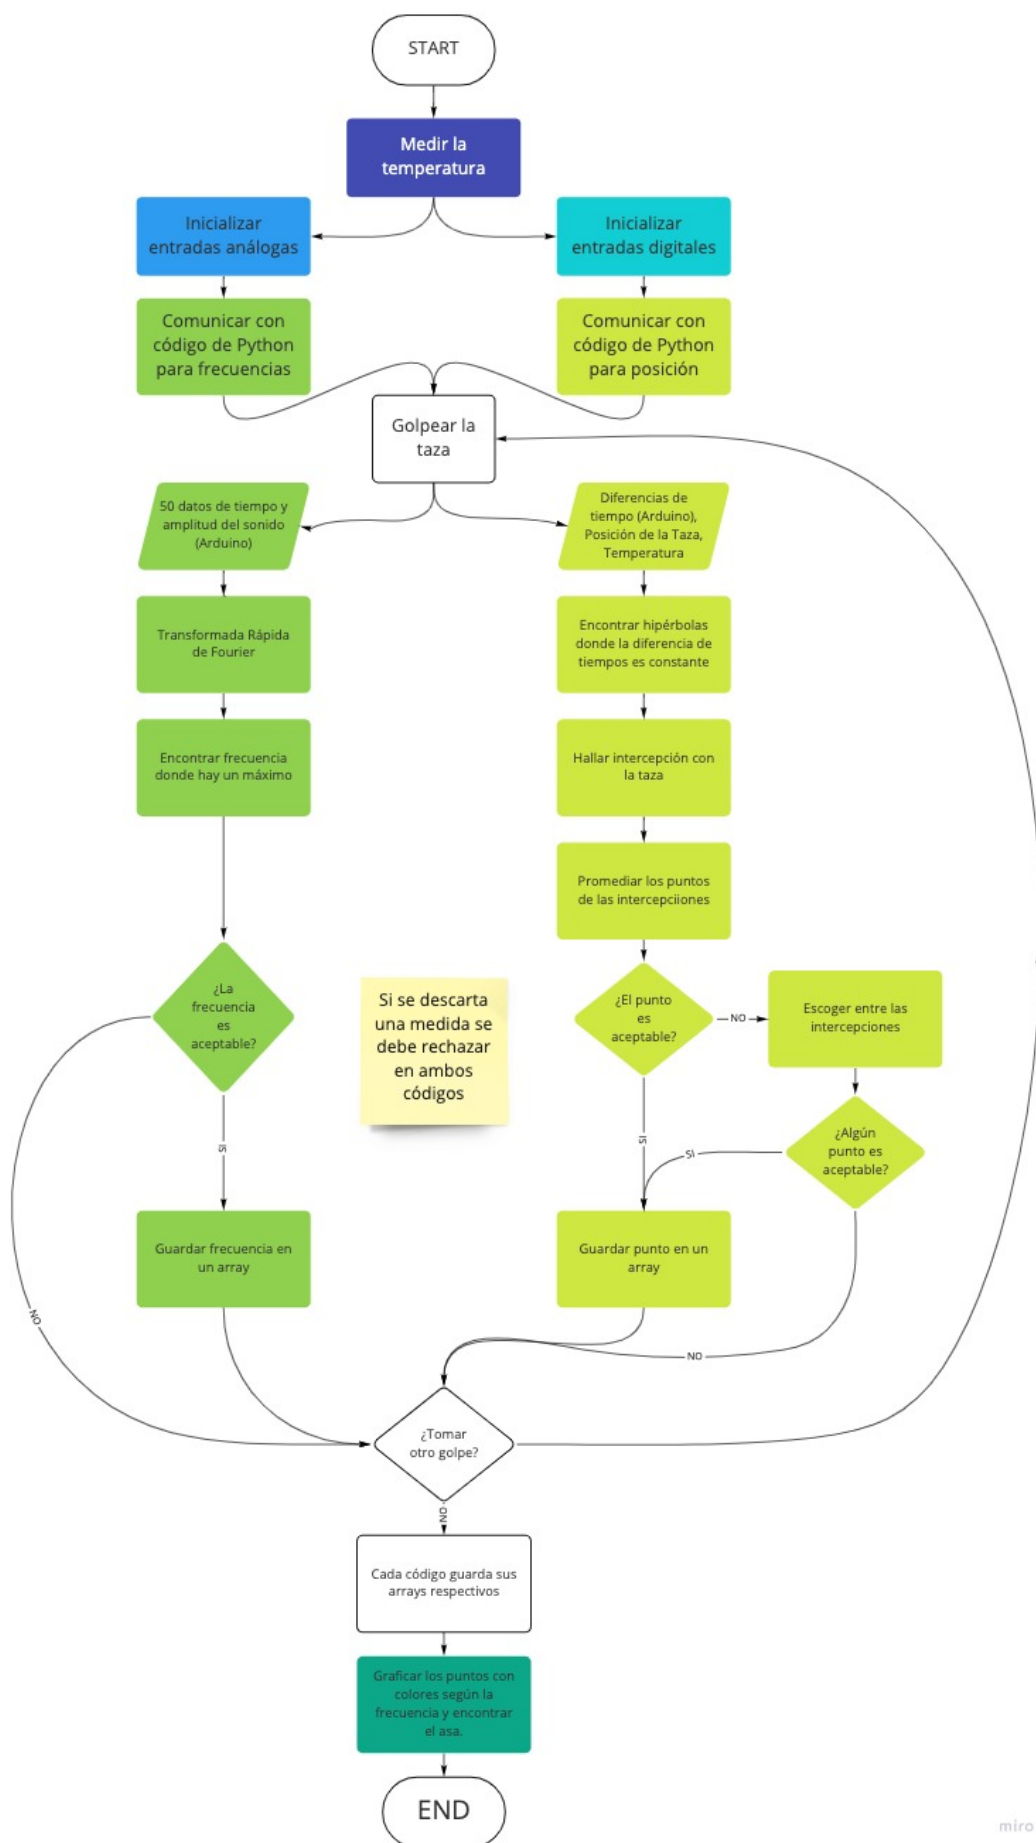 START
Medir la
temperatura
Inicializar
entradas análogas
Inicializar
entradas digitales
Comunicar con
código de Python
para frecuencias
Comunicar con
código de Python
para posición
Golpear la
taza
50 datos de tiempo y
amplitud del sonido
(Arduino)
Diferencias de
tiempo (Arduino),
Posición de la Taza,
Temperatura
Transformada Rápida
de Fourier
Encontrar hipérbolas
donde la diferencia de
tiempos es constante
Encontrar frecuencia
donde hay un máximo
Hallar intercepción con
la taza
Promediar los puntos
de las intercepciiones
¿La
frecuencia
es
aceptable?
Si se descarta
una medida se
debe rechazar
en ambos
códigos
¿El punto
es
aceptable?
NO
Escoger entre las
intercepciones
SI
SI
SI
¿Algún
punto es
aceptable?
Guardar frecuencia en
un array
Guardar punto en un
array
NO
NO
¿Tomar
otro golpe?
NO
Cada código guarda sus
arrays respectivos
Graficar los puntos con
colores según la
frecuencia y encontrar
el asa.
END
miro